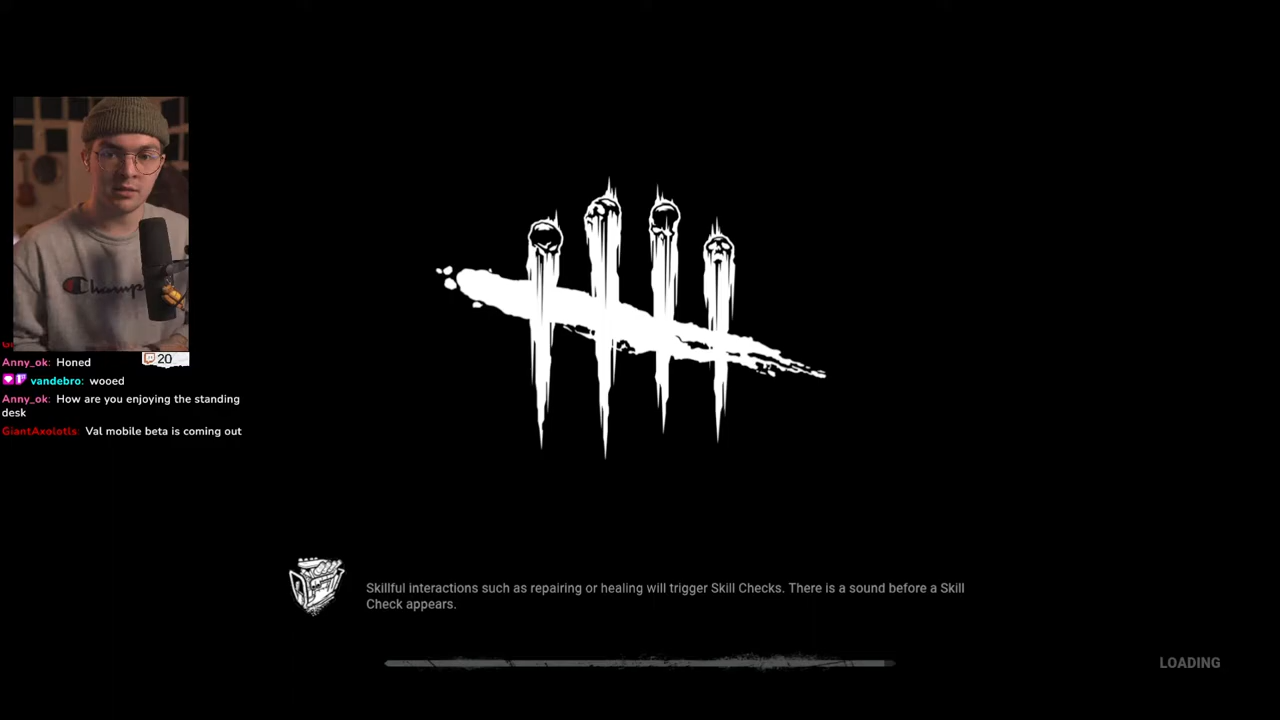 Champ
Anny_ok: Honed
20
vandebro: wooed
Anny_ok: How are you enjoying the standing
desk
GiantAxolotls: Val mobile beta is coming out
Skillful interactions such as repairing or healing will trigger Skill Checks. There is a sound before a Skill
Check appears.
LOADING